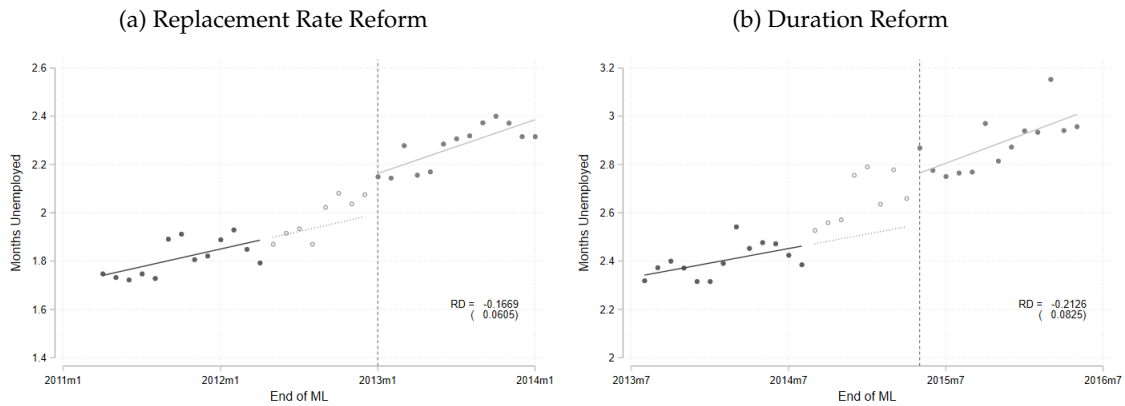 (a) Replacement Rate Reform
2.6
2.4
2.2
2
1.8
1.6
1.4
Months Unemployed
RD = -0.1669
( 0.0605)
2011m1 2012m1 2013m1 2014m1
End of ML
(b) Duration Reform
3.2
3
2.8
2.6
2.4
2.2
2
Months Unemployed
RD = -0.2126
( 0.0825)
2013m7 2014m7 2015m7 2016m7
End of ML